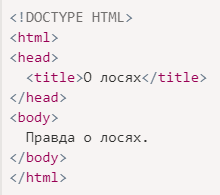 <!DOCTYPE HTML>
<html>
<head>
  <title>О лосях</title>
</head>
<body>
  Правда о лосях.
</body>
</html>